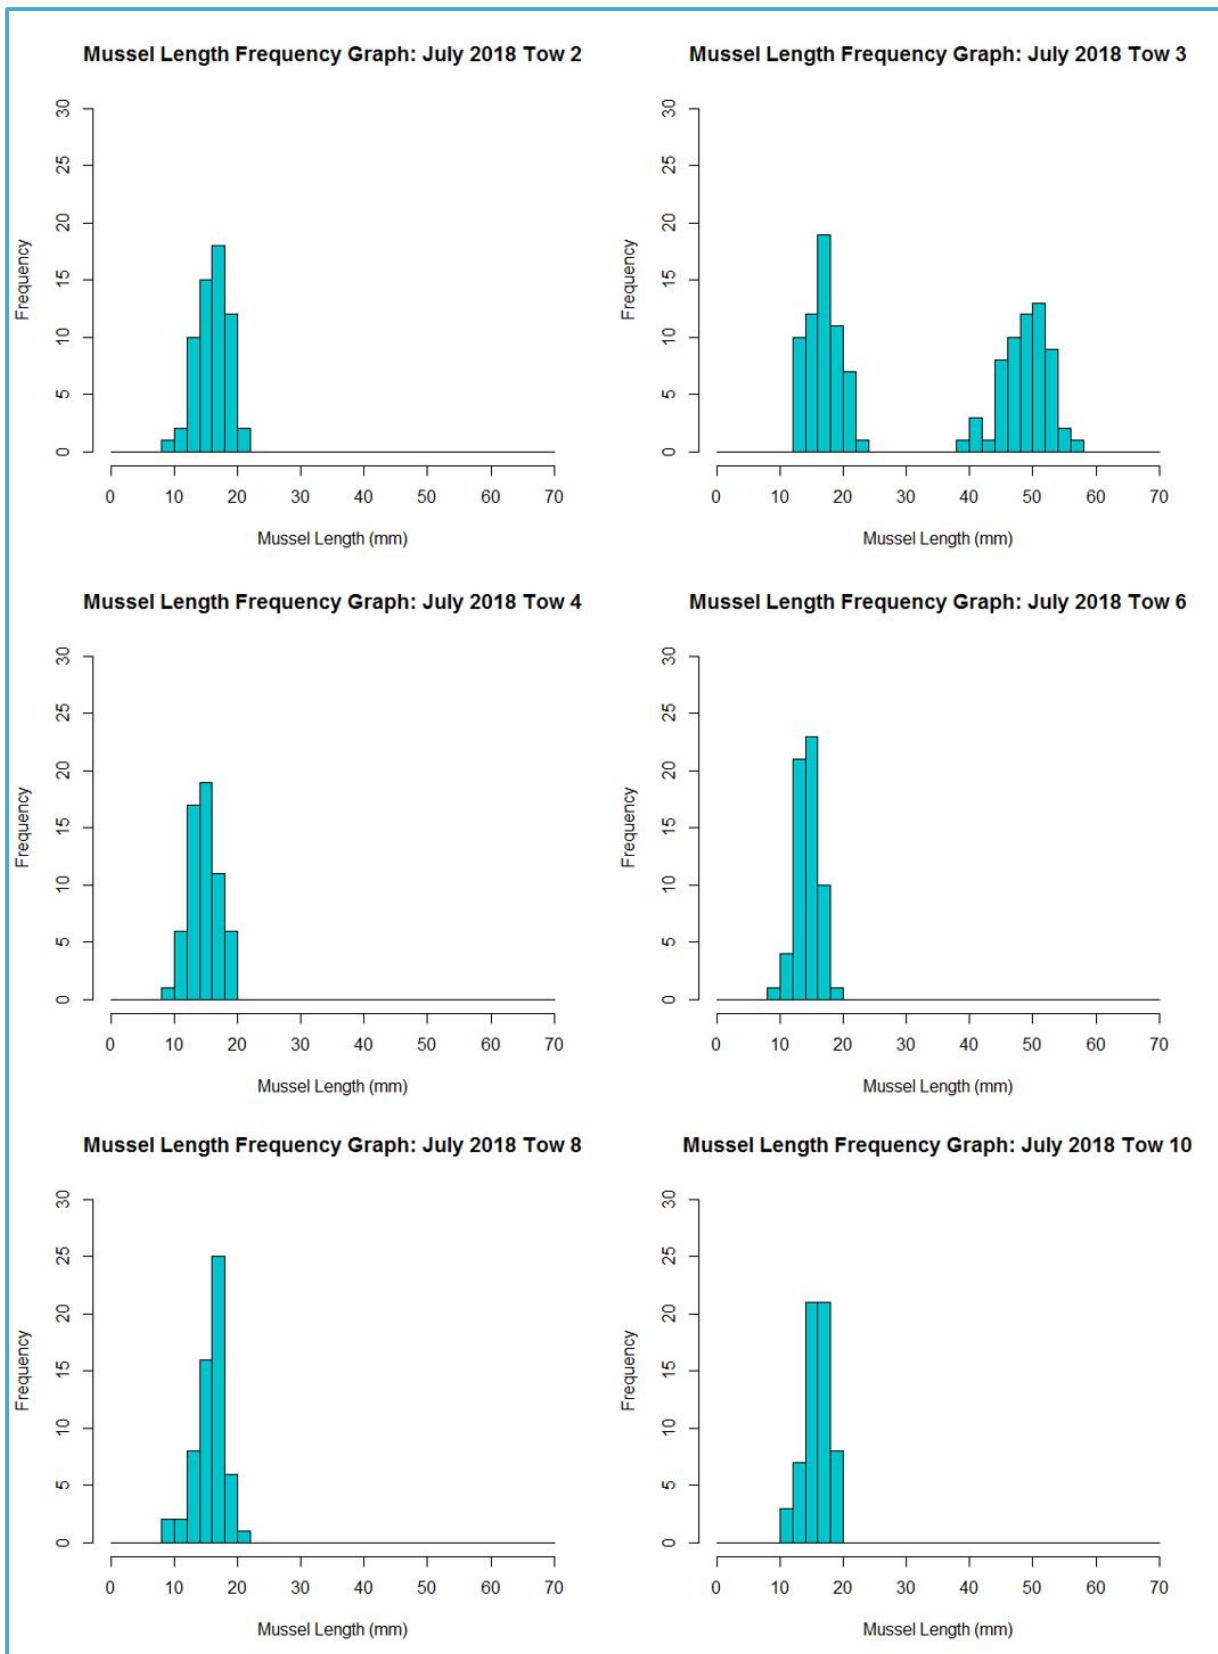 Mussel Length Frequency Graph: July 2018 Tow 2
30
25
20
15
10
5
0
Frequency
0 10 20 30 40 50 60 70
Mussel Length (mm)
Mussel Length Frequency Graph: July 2018 Tow 3
30
25
20
15
10
5
0
Frequency
0 10 20 30 40 50 60 70
Mussel Length (mm)
Mussel Length Frequency Graph: July 2018 Tow 4
30
25
20
15
10
5
0
Frequency
0 10 20 30 40 50 60 70
Mussel Length (mm)
Mussel Length Frequency Graph: July 2018 Tow 6
30
25
20
15
10
5
0
Frequency
0 10 20 30 40 50 60 70
Mussel Length (mm)
Mussel Length Frequency Graph: July 2018 Tow 8
30
25
20
15
10
5
0
Frequency
0 10 20 30 40 50 60 70
Mussel Length (mm)
Mussel Length Frequency Graph: July 2018 Tow 10
30
25
20
15
10
5
0
Frequency
0 10 20 30 40 50 60 70
Mussel Length (mm)